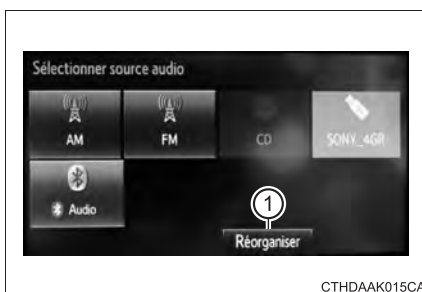 Sélectionner source audio
AM FM CD SONY_4GR
Audio
1
Réorganiser
CTHDAAK015CA